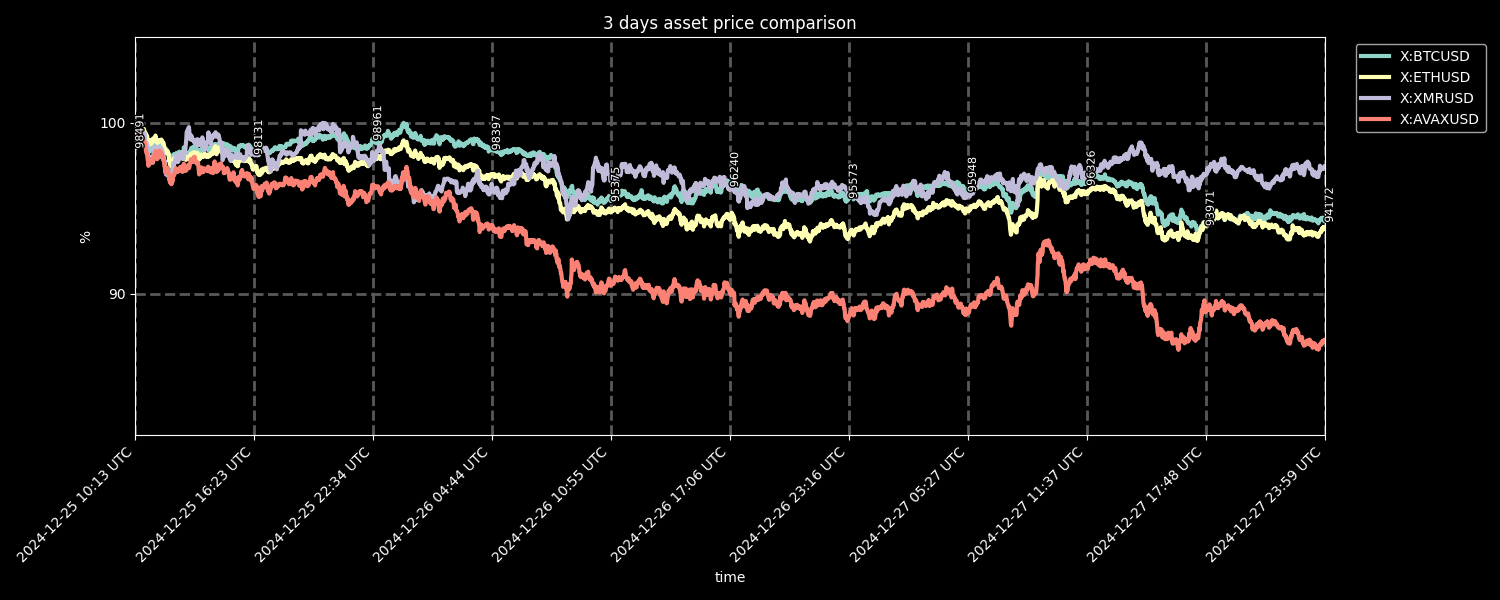 3 days asset price comparison
X:BTCUSD
X:ETHUSD
X:XMRUSD
X:AVAXUSD
100
90
%
98491
98131
98961
98397
95375
96240
95573
95948
96326
93971
94172
2024-12-25 10:13 UTC
2024-12-25 16:23 UTC
2024-12-25 22:34 UTC
2024-12-26 04:44 UTC
2024-12-26 10:55 UTC
2024-12-26 17:06 UTC
2024-12-26 23:16 UTC
2024-12-27 05:27 UTC
2024-12-27 11:37 UTC
2024-12-27 17:48 UTC
2024-12-27 23:59 UTC
time